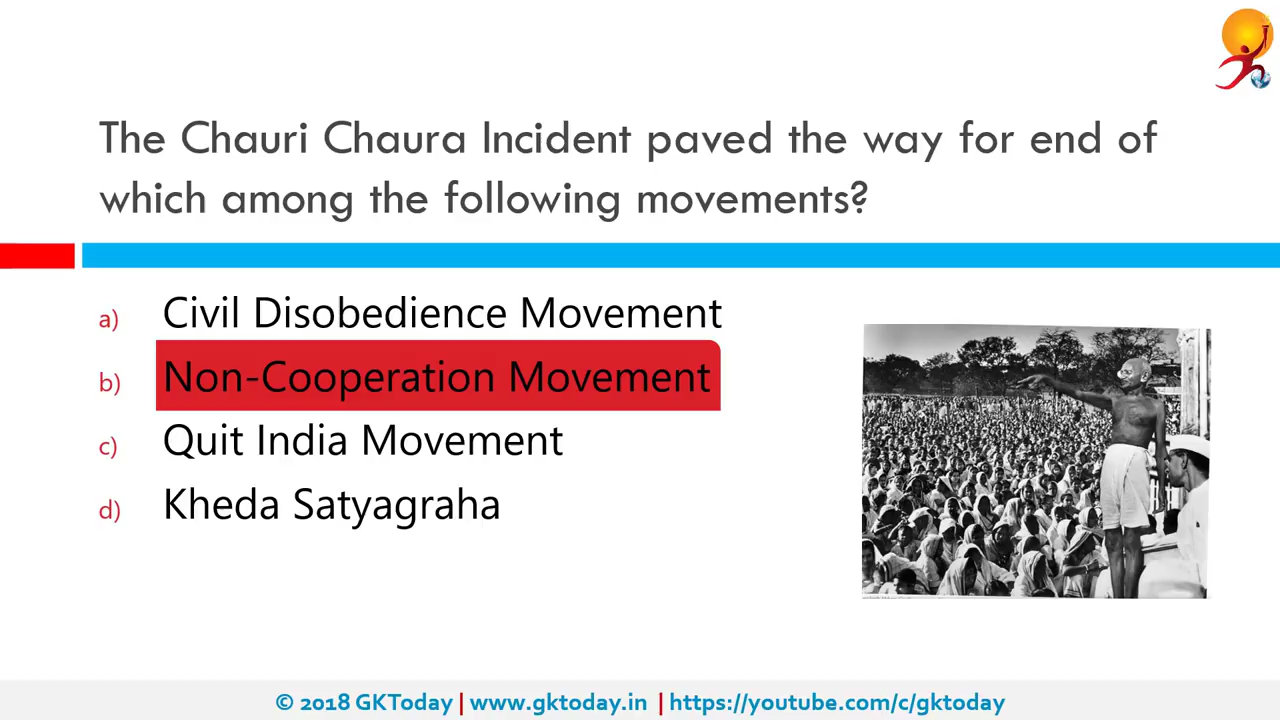 The Chauri Chaura Incident paved the way for end of
which among the following movements?
a) Civil Disobedience Movement
b) Non-Cooperation Movement
c) Quit India Movement
d) Kheda Satyagraha
© 2018 GKToday | www.gktoday.in | https://youtube.com/c/gktoday